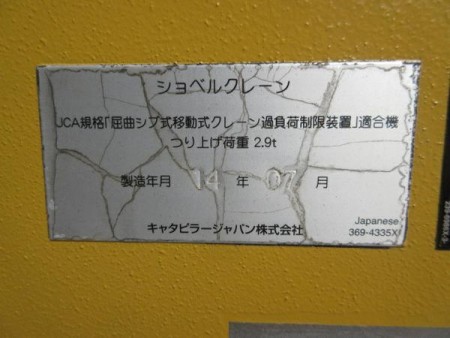 ショベルクレーン
JCA規格「屈曲ジブ式移動式クレーン過負荷制限装置」適合機
つり上げ荷重 2.9t
製造年月 14 年 07 月
キャタピラージャパン株式会社
Japanese
369-4335X